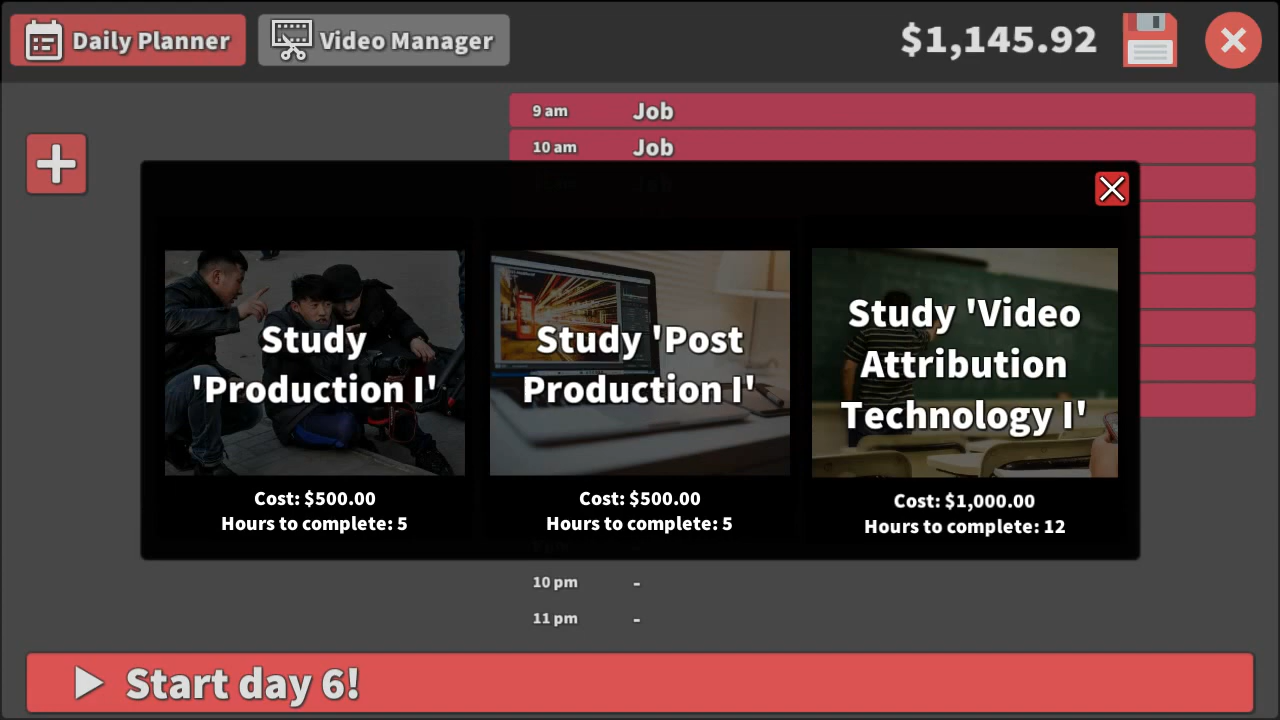 Daily Planner
Video Manager
$1,145.92
9 am Job
10 am Job
Study
'Production I'
Cost: $500.00
Hours to complete: 5
Study 'Post
Production I'
Cost: $500.00
Hours to complete: 5
Study 'Video
Attribution
Technology I'
Cost: $1,000.00
Hours to complete: 12
10 pm -
11 pm -
Start day 6!